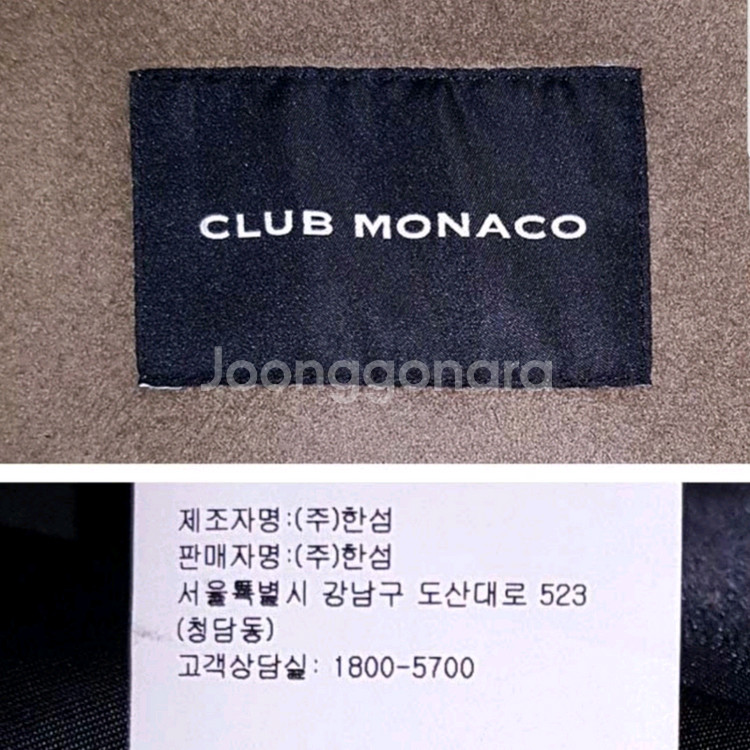 CLUB MONACO
Joonggonara
제조자명:(주)한섬
판매자명:(주)한섬
서울특별시 강남구 도산대로 523
(청담동)
고객상담실: 1800-5700